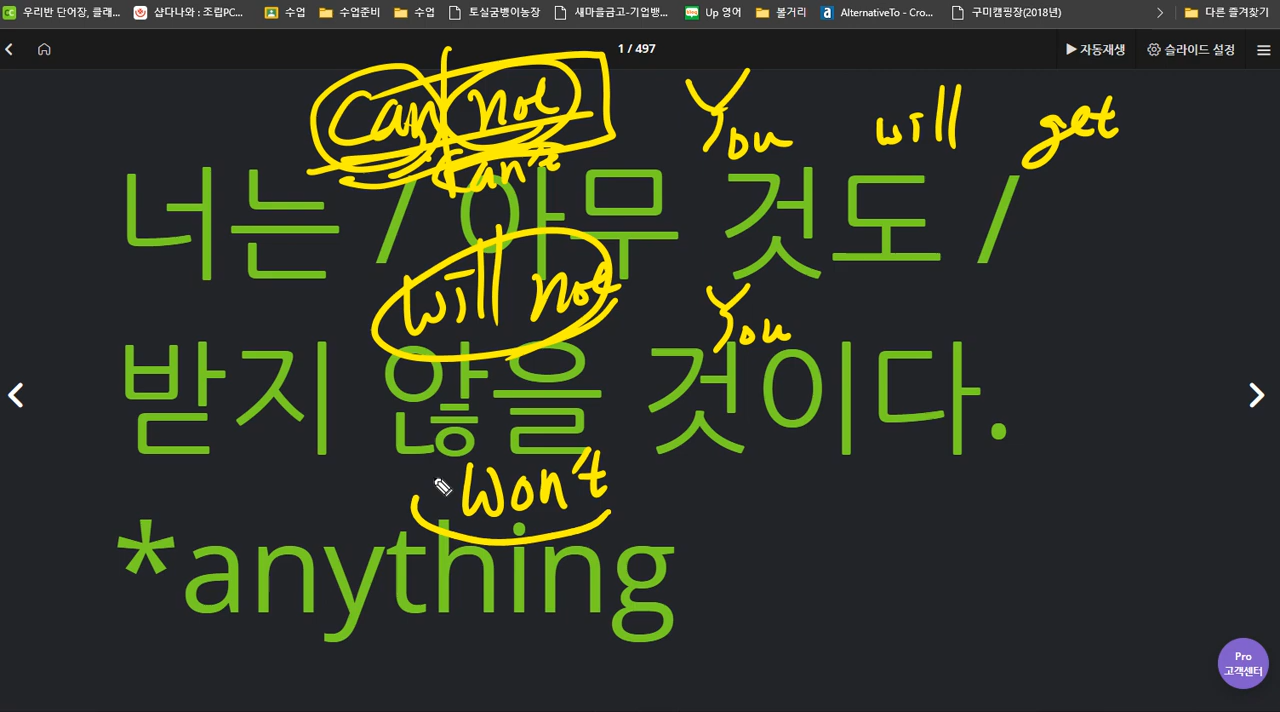 우리반 단어장, 클래... 샵다나와 : 조립PC... 수업 수업준비 수업 토실굼뱅이농장 새마을금고-기업뱅... Up 영어 볼거리 AlternativeTo - Cro... 구미캠핑장(2018년) 다른 즐겨찾기
1 / 497 자동재생 슬라이드 설정
Can not You will get
Can't
너는 / 아무 것도 /
will not You
받지 않을 것이다.
Won't
*anything
Pro
고객센터